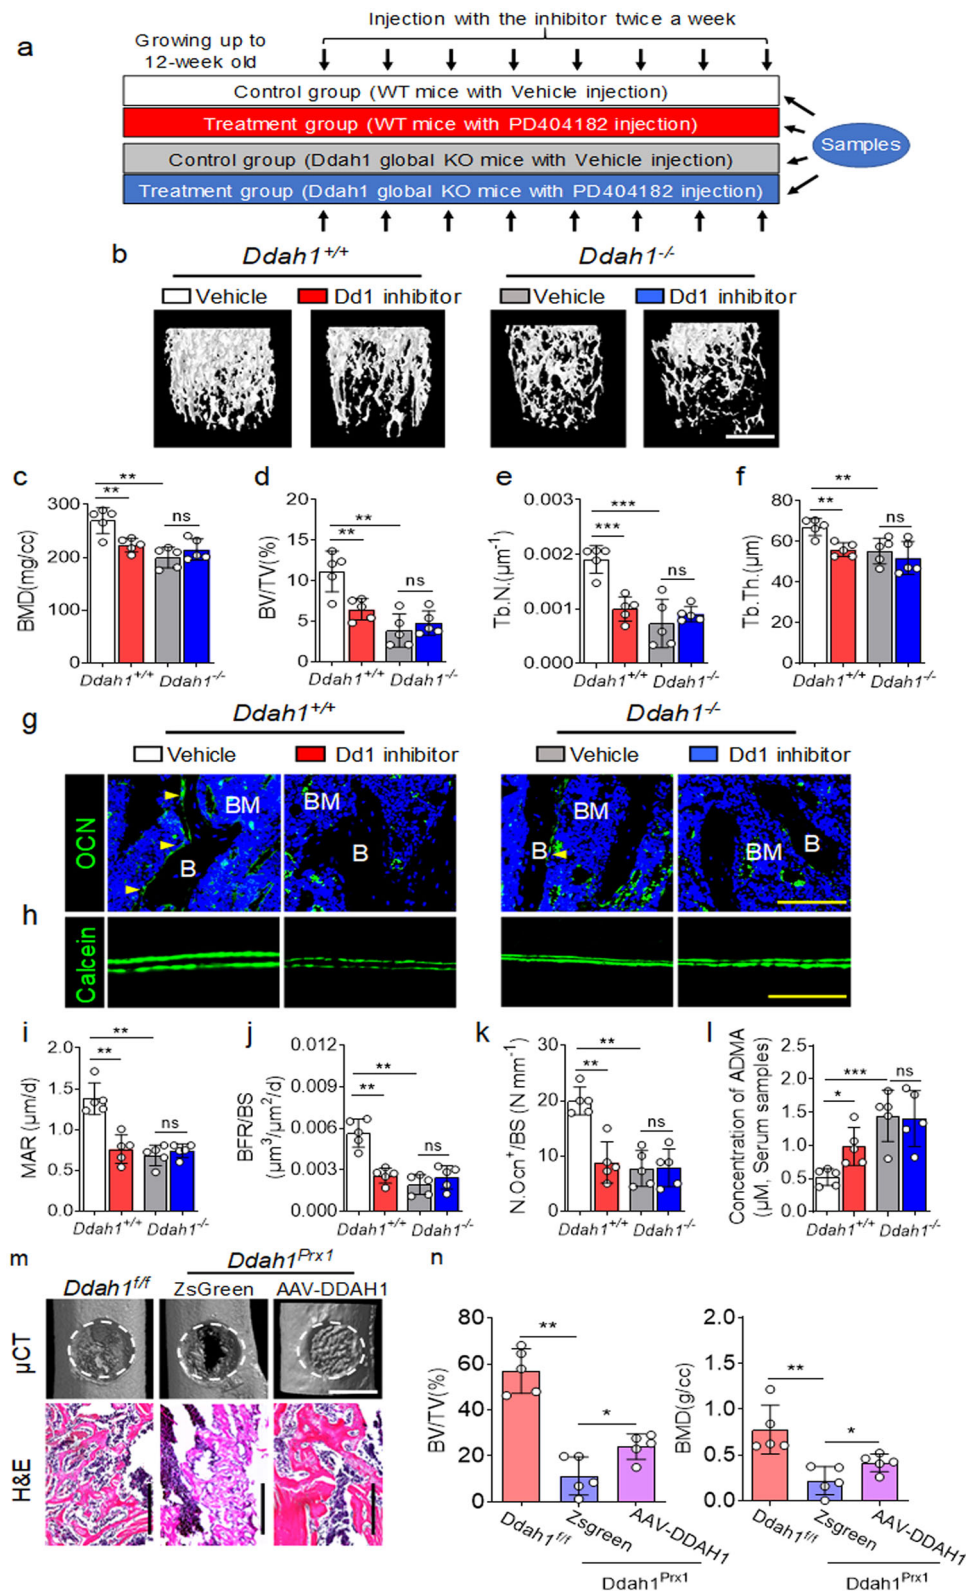 a
Injection with the inhibitor twice a week
Growing up to
12-week old
Control group (WT mice with Vehicle injection)
Treatment group (WT mice with PD404182 injection)
Control group (Ddah1 global KO mice with Vehicle injection)
Treatment group (Ddah1 global KO mice with PD404182 injection)
Samples
b
Ddah1+/+
Ddah1-/-
Vehicle
Dd1 inhibitor
Vehicle
Dd1 inhibitor
c
BMD(mg/cc)
300
200
100
0
**
**
ns
Ddah1+/+
Ddah1-/-
d
BV/TV(%)
20
15
10
5
0
**
**
ns
Ddah1+/+
Ddah1-/-
e
Tb.N.(µm-1)
0.003
0.002
0.001
0.000
***
***
ns
Ddah1+/+
Ddah1-/-
f
Tb.Th.(µm)
80
60
40
20
0
**
**
ns
Ddah1+/+
Ddah1-/-
g
Ddah1+/+
Ddah1-/-
Vehicle
Dd1 inhibitor
Vehicle
Dd1 inhibitor
OCN
BM
B
BM
B
BM
B
BM
B
h
Calcein
i
MAR (µm/d)
2.0
1.5
1.0
0.5
0.0
**
**
ns
Ddah1+/+
Ddah1-/-
j
BFR/BS
(µm3/µm2/d)
0.012
0.009
0.006
0.003
0.000
**
**
ns
Ddah1+/+
Ddah1-/-
k
N.Ocn+/BS (N mm-1)
30
20
10
0
**
**
ns
Ddah1+/+
Ddah1-/-
l
Concentration of ADMA
(µM, Serum samples)
2.5
2.0
1.5
1.0
0.5
0.0
***
*
ns
Ddah1+/+
Ddah1-/-
m
Ddah1Prx1
Ddah1f/f
ZsGreen
AAV-DDAH1
µCT
H&E
n
BV/TV(%)
80
60
40
20
0
**
*
Ddah1f/f
Zsgreen
AAV-DDAH1
Ddah1Prx1
BMD(g/cc)
2.0
1.5
1.0
0.5
0.0
**
*
Ddah1f/f
Zsgreen
AAV-DDAH1
Ddah1Prx1